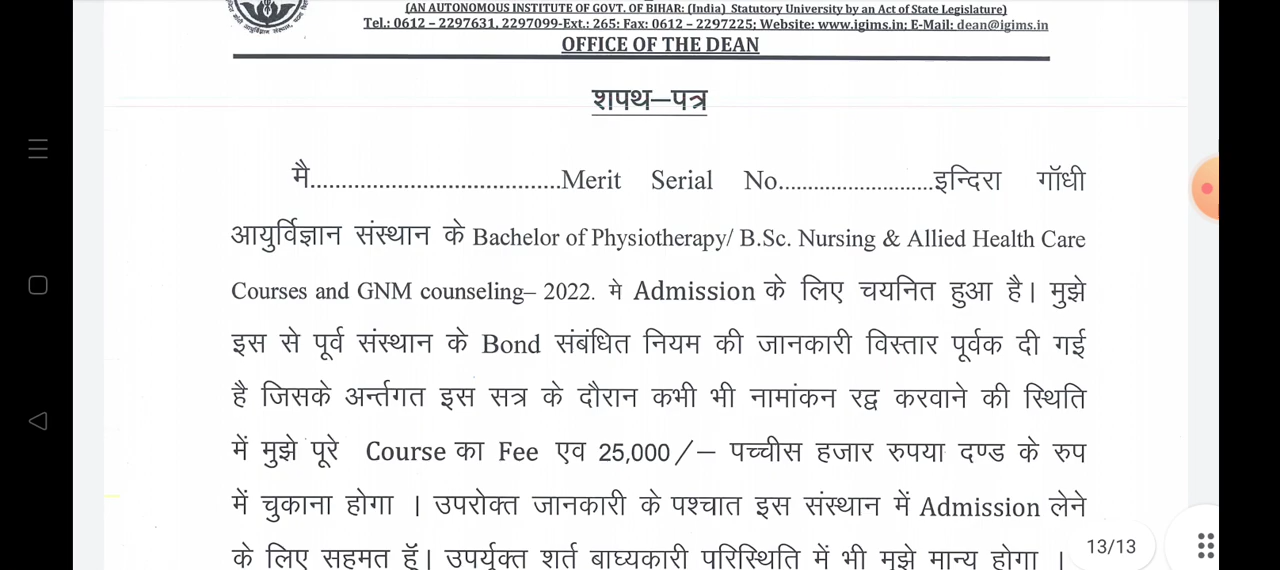 (AN AUTONOMOUS INSTITUTE OF GOVT. OF BIHAR: (India) Statutory University by an Act of State Legislature)
Tel.: 0612 – 2297631, 2297099-Ext.: 265: Fax: 0612 – 2297225; Website: www.igims.in; E-Mail: dean@igims.in
OFFICE OF THE DEAN
शपथ–पत्र
मै........................................Merit Serial No..........................इन्दिरा गॉधी
आयुर्विज्ञान संस्थान के Bachelor of Physiotherapy/ B.Sc. Nursing & Allied Health Care
Courses and GNM counseling– 2022. मे Admission के लिए चयनित हुआ है। मुझे
इस से पूर्व संस्थान के Bond संबंधित नियम की जानकारी विस्तार पूर्वक दी गई
है जिसके अर्न्तगत इस सत्र के दौरान कभी भी नामांकन रद्व करवाने की स्थिति
में मुझे पूरे Course का Fee एव 25,000/– पच्चीस हजार रुपया दण्ड के रुप
में चुकाना होगा । उपरोक्त जानकारी के पश्चात इस संस्थान में Admission लेने
के लिए सहमत हॅू। उपर्युक्त शर्त बाघ्यकारी परिस्थिति में भी मुझे मान्य होगा ।
13/13